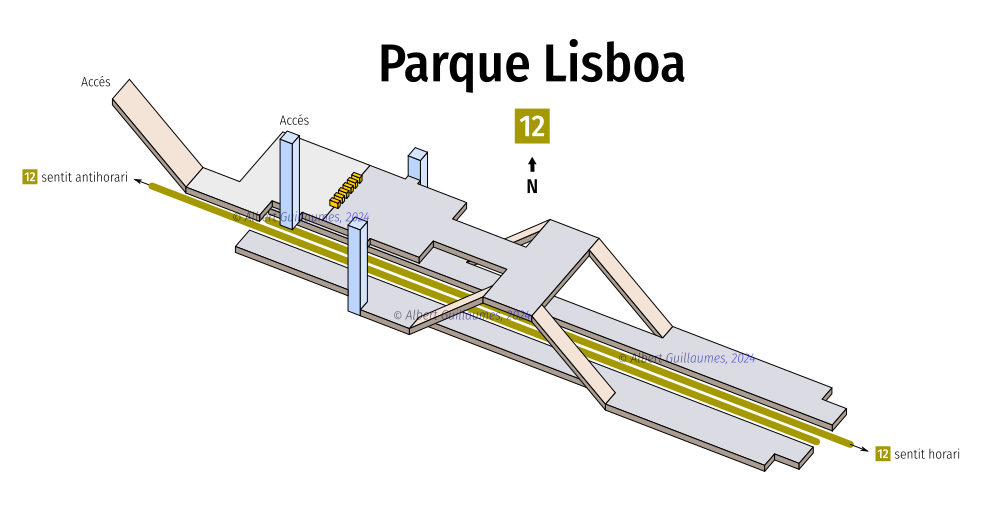 Parque Lisboa
12
N
Accés
Accés
12 sentit antihorari
© Albert Guillaumes, 2024
© Albert Guillaumes, 2024
© Albert Guillaumes, 2024
12 sentit horari